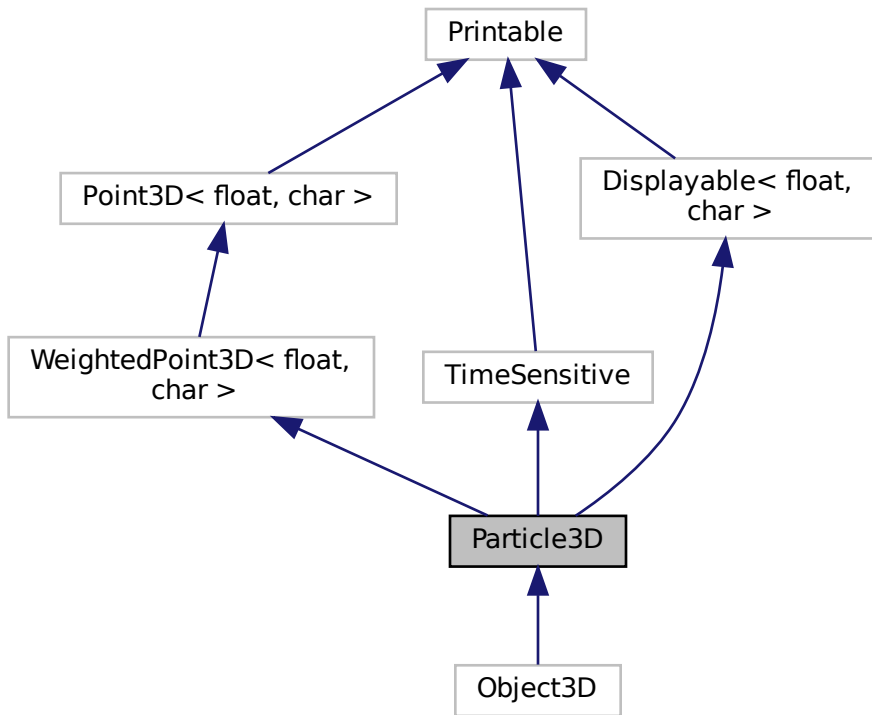 Printable
Point3D< float, char >
Displayable< float,
char >
WeightedPoint3D< float,
char >
TimeSensitive
Particle3D
Object3D